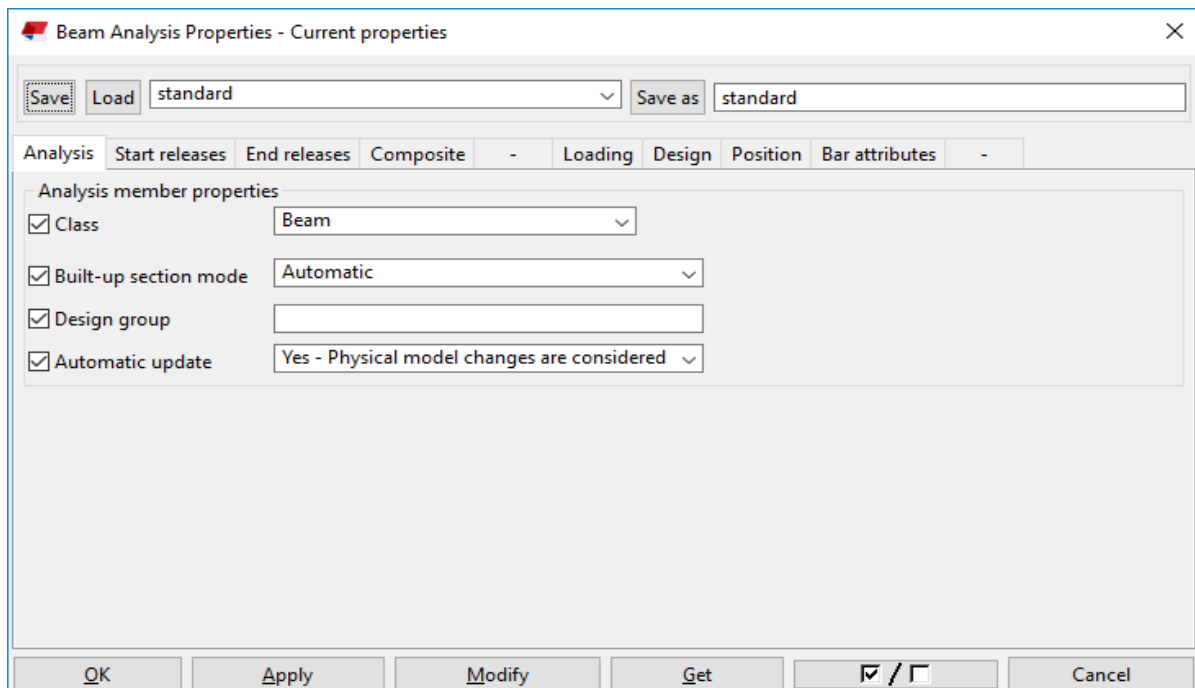 Beam Analysis Properties - Current properties
Save Load standard Save as standard
Analysis Start releases End releases Composite - Loading Design Position Bar attributes -
Analysis member properties
Class Beam
Built-up section mode Automatic
Design group
Automatic update Yes - Physical model changes are considered
OK Apply Modify Get / Cancel